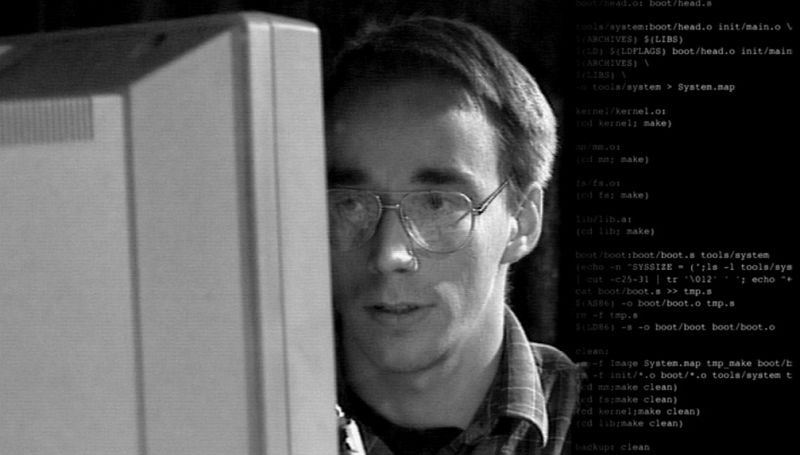 boot/head.o: boot/head.s
tools/system:boot/head.o init/main.o \
$(ARCHIVES) $(LIBS)
$(LD) $(LDFLAGS) boot/head.o init/main
$(ARCHIVES) \
$(LIBS) \
-o tools/system > System.map
kernel/kernel.o:
(cd kernel; make)
mm/mm.o:
(cd mm; make)
fs/fs.o:
(cd fs; make)
lib/lib.a:
(cd lib; make)
boot/boot:boot/boot.s tools/system
(echo -n "SYSSIZE = (";ls -l tools/sys
| cut -c25-31 | tr '\012' ' '; echo "+
cat boot/boot.s >> tmp.s
$(AS86) -o boot/boot.o tmp.s
rm -f tmp.s
$(LD86) -s -o boot/boot boot/boot.o
clean:
rm -f Image System.map tmp_make boot/b
rm -f init/*.o boot/*.o tools/system t
(cd mm;make clean)
(cd fs;make clean)
(cd kernel;make clean)
(cd lib;make clean)
backup: clean